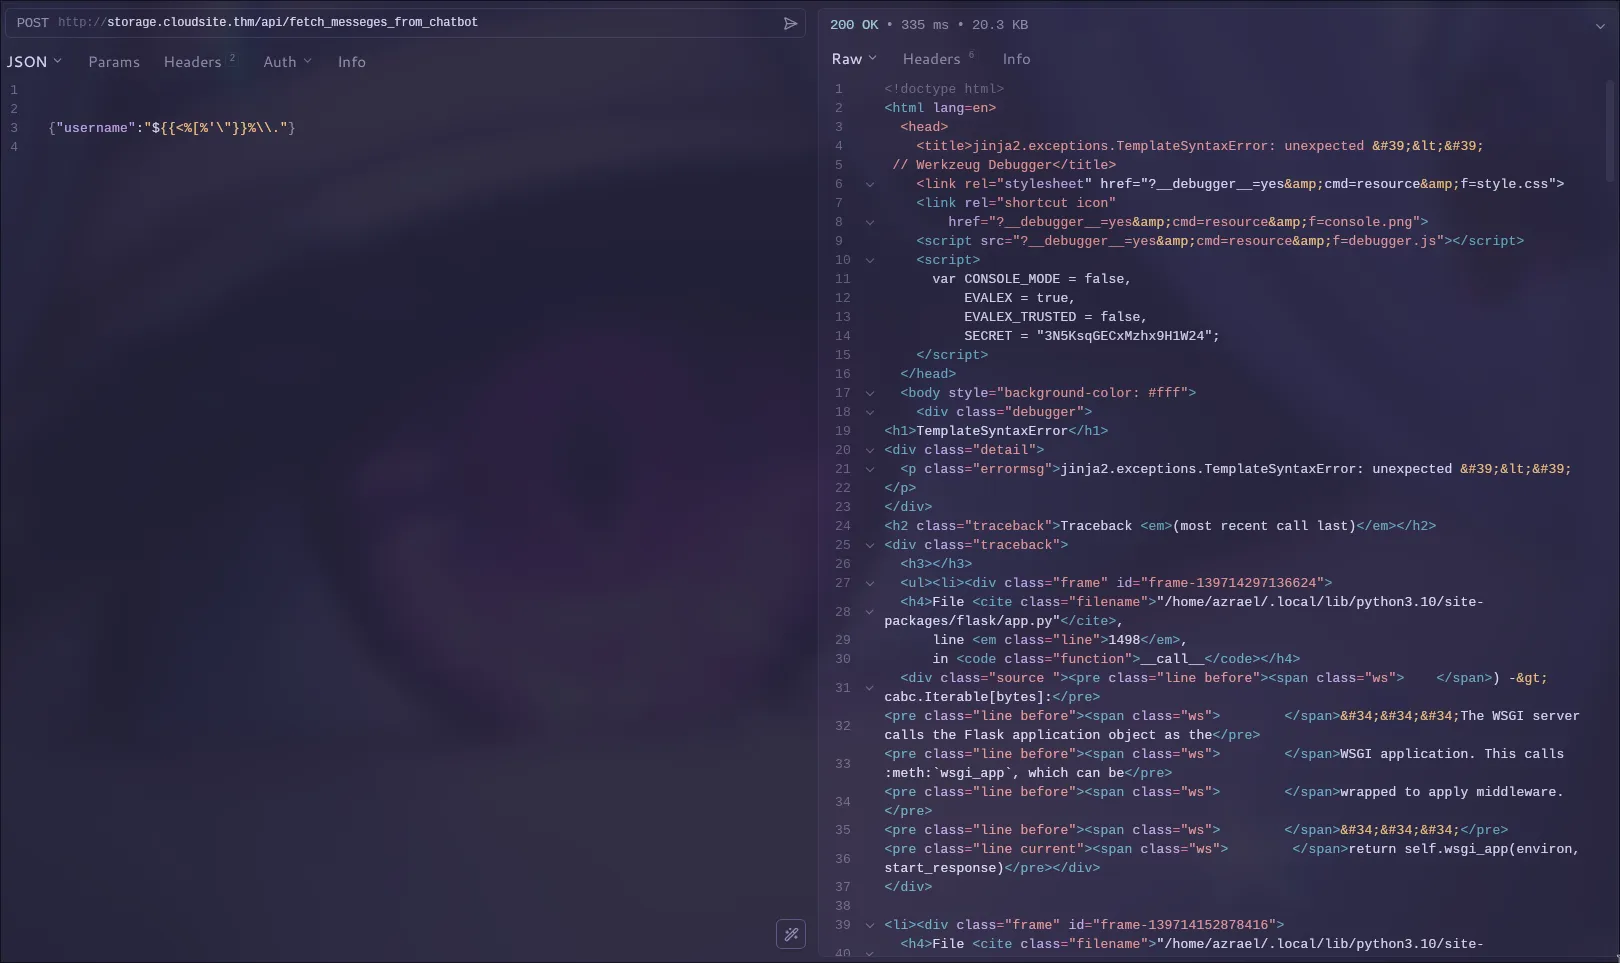 POST http://storage.cloudsite.thm/api/fetch_messeges_from_chatbot
JSON Params Headers 2 Auth Info
1
2
3 {"username":"${{<%[%'\"}}%\\."}
4
200 OK • 335 ms • 20.3 KB
Raw Headers 6 Info
1 <!doctype html>
2 <html lang=en>
3 <head>
4 <title>jinja2.exceptions.TemplateSyntaxError: unexpected &#39;&lt;&#39;
5 // Werkzeug Debugger</title>
6 <link rel="stylesheet" href="?__debugger__=yes&amp;cmd=resource&amp;f=style.css">
7 <link rel="shortcut icon"
8 href="?__debugger__=yes&amp;cmd=resource&amp;f=console.png">
9 <script src="?__debugger__=yes&amp;cmd=resource&amp;f=debugger.js"></script>
10 <script>
11 var CONSOLE_MODE = false,
12 EVALEX = true,
13 EVALEX_TRUSTED = false,
14 SECRET = "3N5KsqGECxMzhx9H1W24";
15 </script>
16 </head>
17 <body style="background-color: #fff">
18 <div class="debugger">
19 <h1>TemplateSyntaxError</h1>
20 <div class="detail">
21 <p class="errormsg">jinja2.exceptions.TemplateSyntaxError: unexpected &#39;&lt;&#39;
22 </p>
23 </div>
24 <h2 class="traceback">Traceback <em>(most recent call last)</em></h2>
25 <div class="traceback">
26 <h3></h3>
27 <ul><li><div class="frame" id="frame-139714297136624">
28 <h4>File <cite class="filename">"/home/azrael/.local/lib/python3.10/site-
packages/flask/app.py"</cite>,
29 line <em class="line">1498</em>,
30 in <code class="function">__call__</code></h4>
31 <div class="source "><pre class="line before"><span class="ws">    </span>) -&gt;
cabc.Iterable[bytes]:</pre>
32 <pre class="line before"><span class="ws">        </span>&#34;&#34;&#34;The WSGI server
calls the Flask application object as the</pre>
33 <pre class="line before"><span class="ws">        </span>WSGI application. This calls
:meth:`wsgi_app`, which can be</pre>
34 <pre class="line before"><span class="ws">        </span>wrapped to apply middleware.
</pre>
35 <pre class="line before"><span class="ws">        </span>&#34;&#34;&#34;</pre>
36 <pre class="line current"><span class="ws">        </span>return self.wsgi_app(environ,
start_response)</pre></div>
37 </div>
38
39 <li><div class="frame" id="frame-139714152878416">
40 <h4>File <cite class="filename">"/home/azrael/.local/lib/python3.10/site-